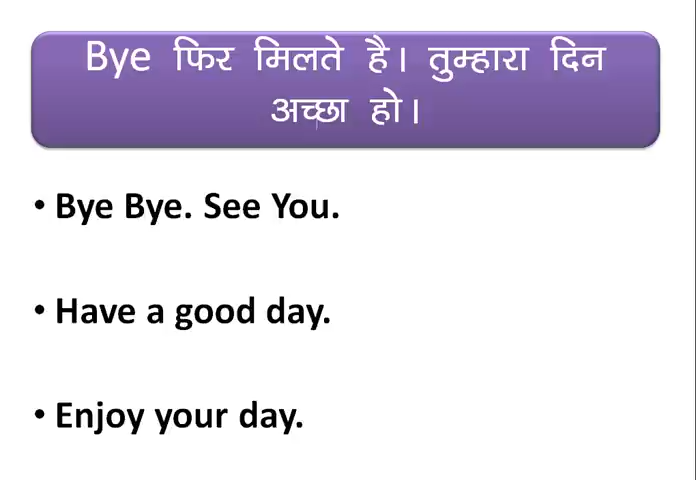 Bye फिर मिलते है। तुम्हारा दिन
अच्छा हो।
• Bye Bye. See You.
• Have a good day.
• Enjoy your day.